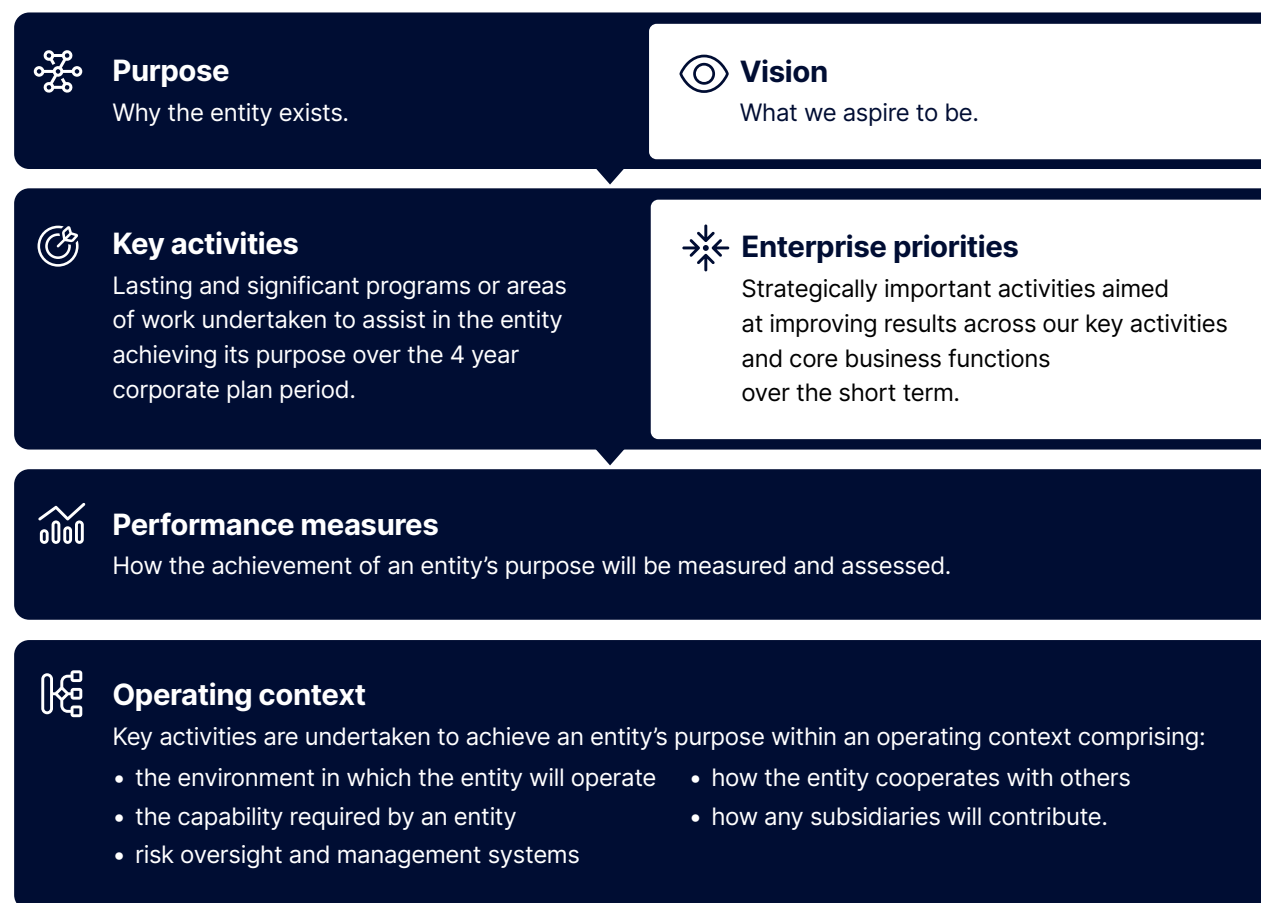 Purpose
Why the entity exists.
Vision
What we aspire to be.
Key activities
Lasting and significant programs or areas
of work undertaken to assist in the entity
achieving its purpose over the 4 year
corporate plan period.
Enterprise priorities
Strategically important activities aimed
at improving results across our key activities
and core business functions
over the short term.
Performance measures
How the achievement of an entity’s purpose will be measured and assessed.
Operating context
Key activities are undertaken to achieve an entity’s purpose within an operating context comprising:
• the environment in which the entity will operate
• the capability required by an entity
• risk oversight and management systems
• how the entity cooperates with others
• how any subsidiaries will contribute.